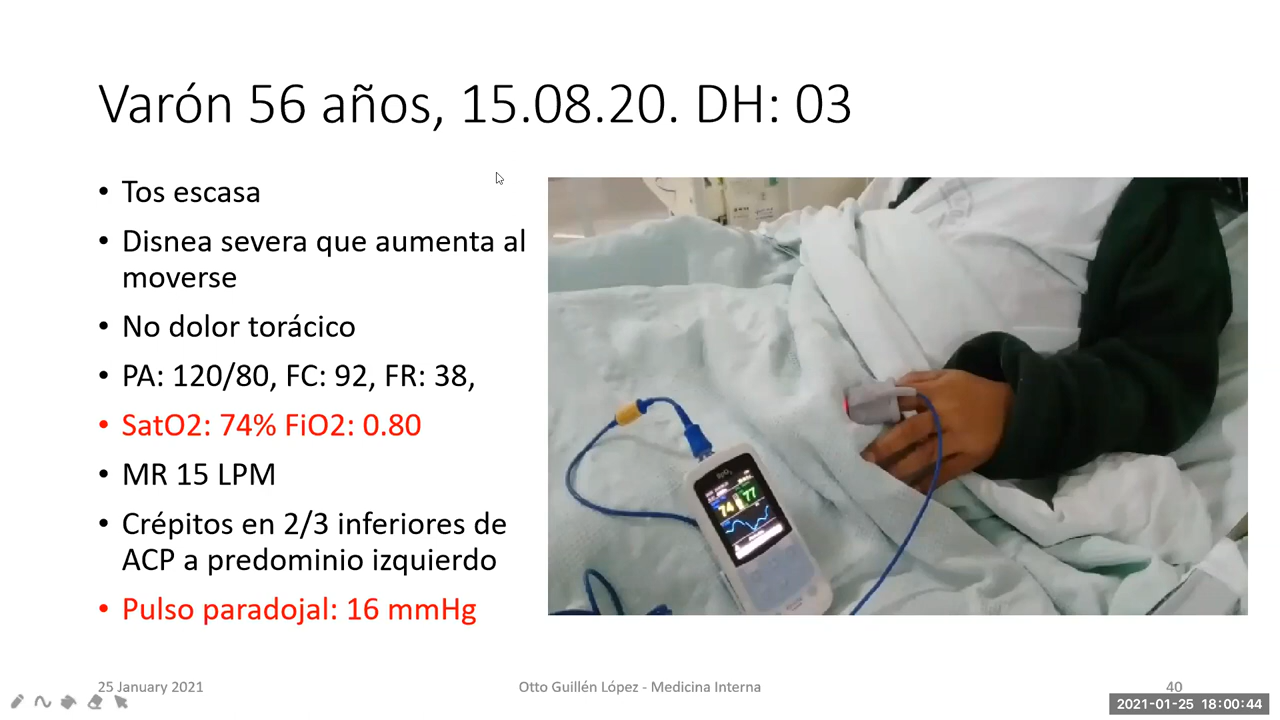 Varón 56 años, 15.08.20. DH: 03
• Tos escasa
• Disnea severa que aumenta al
moverse
• No dolor torácico
• PA: 120/80, FC: 92, FR: 38,
• SatO2: 74% FiO2: 0.80
• MR 15 LPM
• Crépitos en 2/3 inferiores de
ACP a predominio izquierdo
• Pulso paradojal: 16 mmHg
74 77
25 January 2021
Otto Guillén López - Medicina Interna
40
2021-01-25 18:00:44